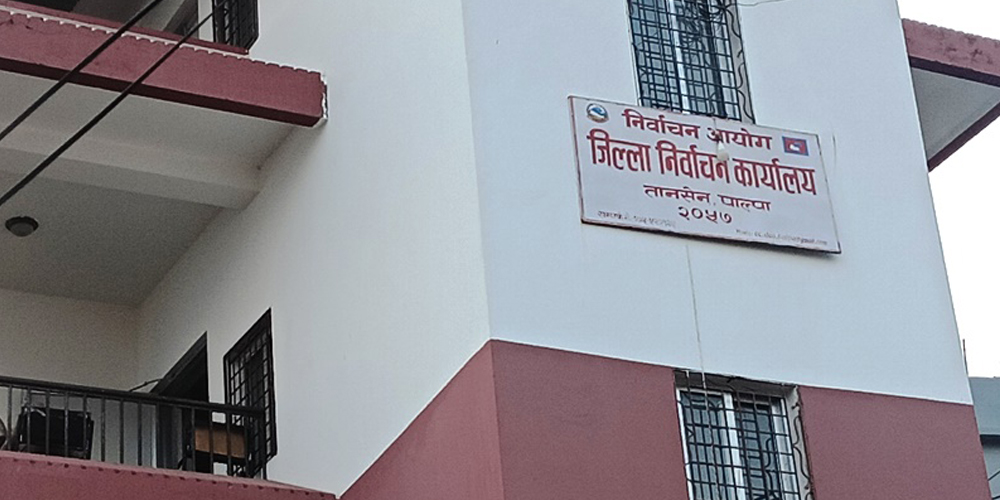 निर्वाचन आयोग
जिल्ला निर्वाचन कार्यालय
तानसेन, पाल्पा
२०५७